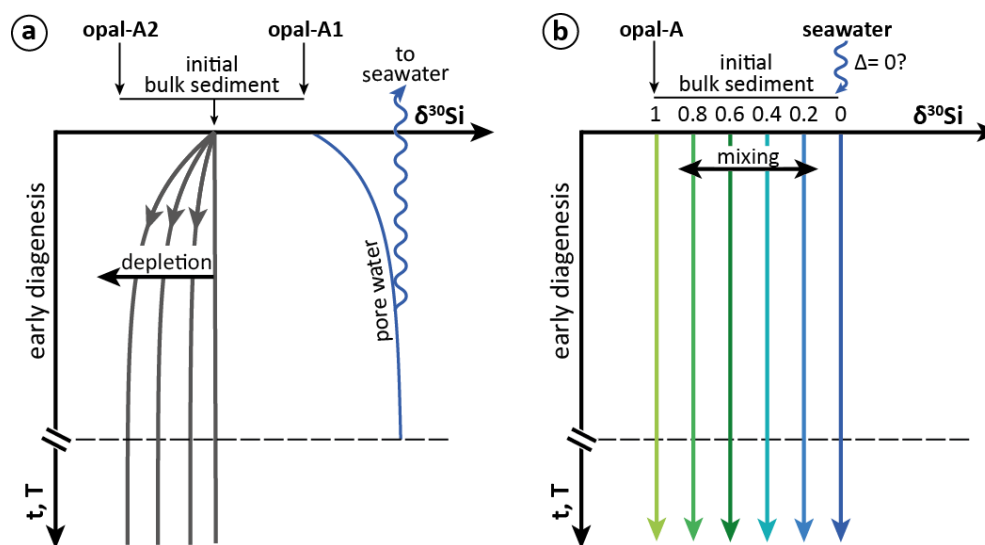 a
opal-A2
opal-A1
initial
bulk sediment
to
seawater
δ³⁰Si
early diagenesis
depletion
pore water
t, T
b
opal-A
seawater
initial
bulk sediment
Δ= 0?
δ³⁰Si
1 0.8 0.6 0.4 0.2 0
mixing
early diagenesis
t, T